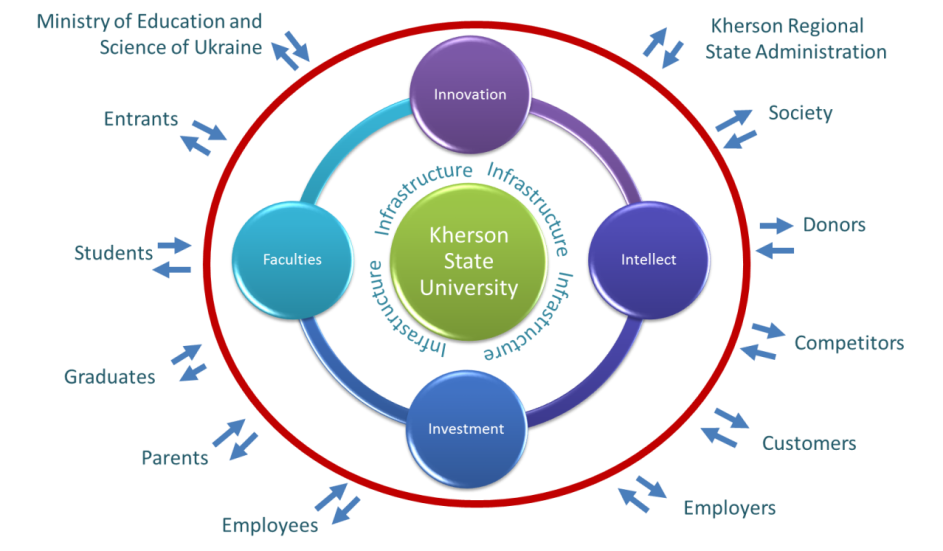 Ministry of Education and
Science of Ukraine
Kherson Regional
State Administration
Entrants
Society
Students
Donors
Graduates
Competitors
Parents
Customers
Employees
Employers
Innovation
Faculties
Intellect
Investment
Infrastructure
Infrastructure
Infrastructure
Infrastructure
Kherson
State
University